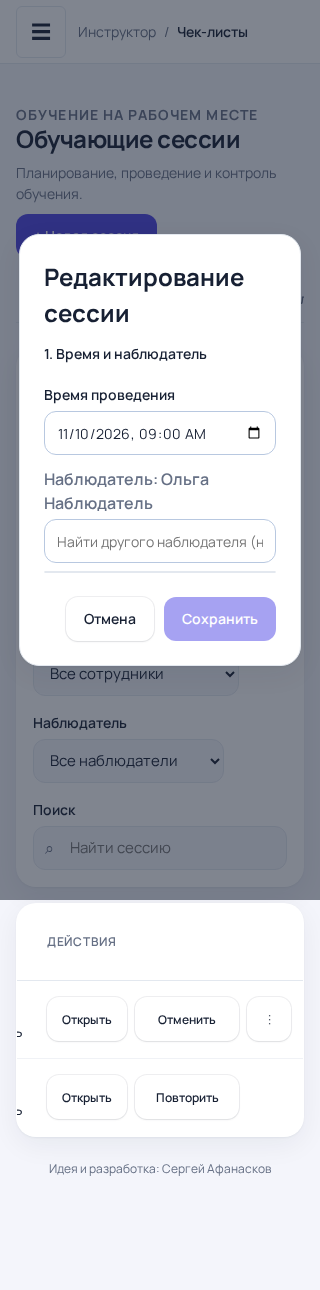 ☰ Инструктор / Чек-листы
ОБУЧЕНИЕ НА РАБОЧЕМ МЕСТЕ
Обучающие сессии
Планирование, проведение и контроль
обучения.
Редактирование
сессии
1. Время и наблюдатель
Время проведения
11/10/2026, 09:00 AM
Наблюдатель: Ольга
Наблюдатель
Найти другого наблюдателя (н
Отмена Сохранить
Все сотрудники
Наблюдатель
Все наблюдатели
Поиск
Найти сессию
ДЕЙСТВИЯ
Открыть Отменить ⋮
Открыть Повторить
Идея и разработка: Сергей Афанасков